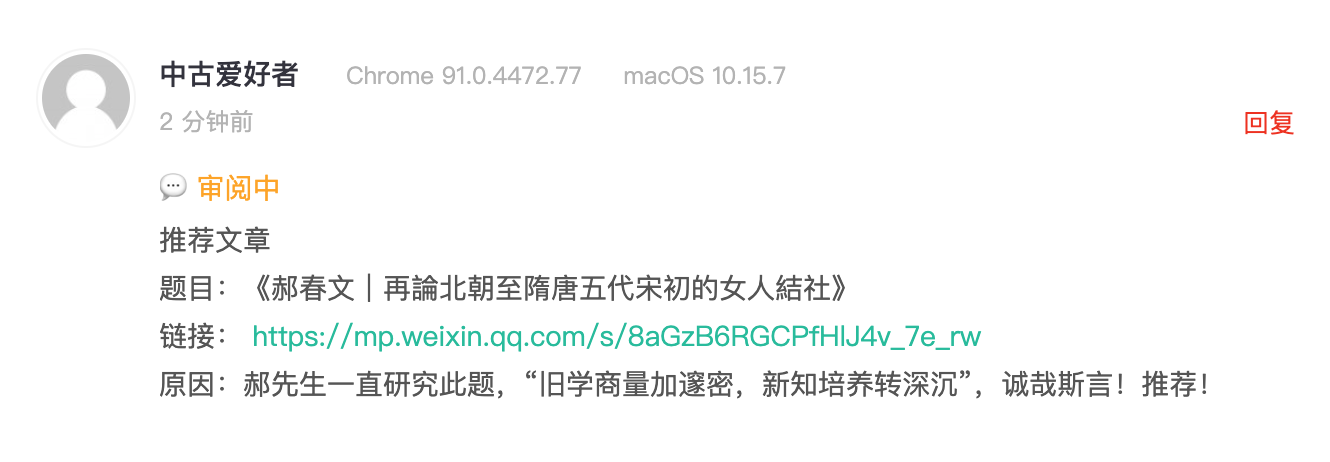 中古爱好者 Chrome 91.0.4472.77 macOS 10.15.7
2 分钟前
回复
审阅中
推荐文章
题目：《郝春文｜再論北朝至隋唐五代宋初的女人結社》
链接： https://mp.weixin.qq.com/s/8aGzB6RGCPfHlJ4v_7e_rw
原因：郝先生一直研究此题，“旧学商量加邃密，新知培养转深沉”，诚哉斯言！推荐！